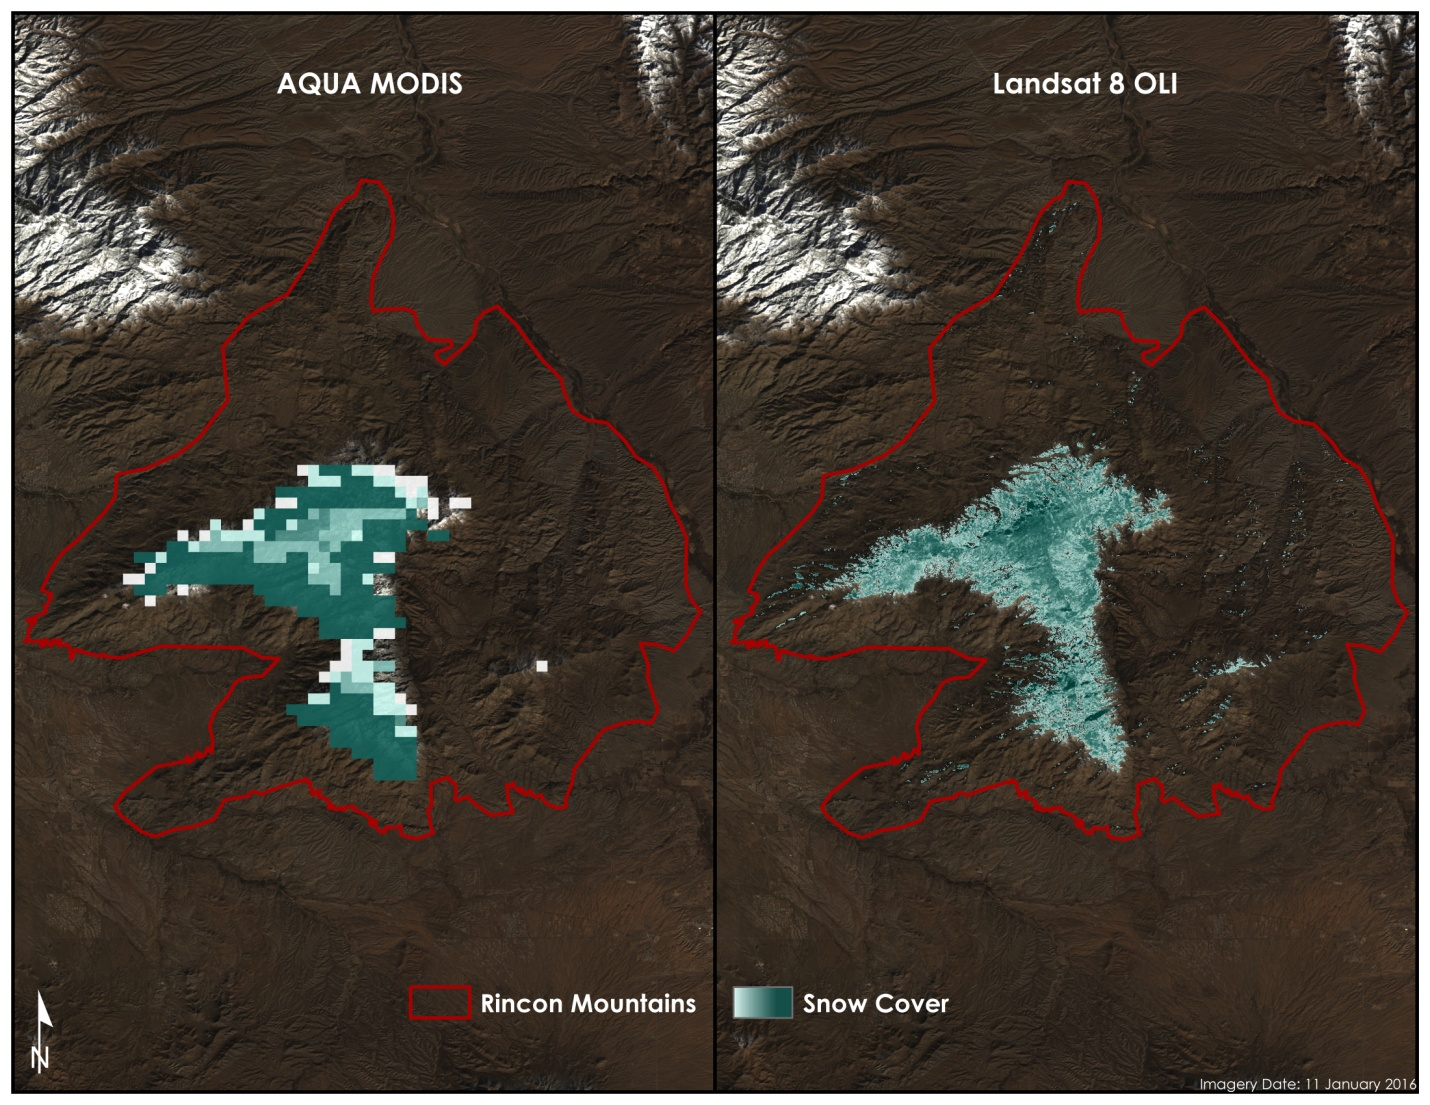 AQUA MODIS
Landsat 8 OLI
Rincon Mountains
Snow Cover
N
Imagery Date: 11 January 2016